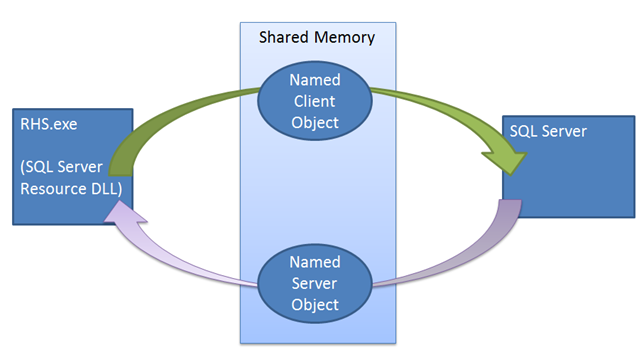 Shared Memory
Named
Client
Object
RHS.exe
(SQL Server
Resource DLL)
SQL Server
Named
Server
Object